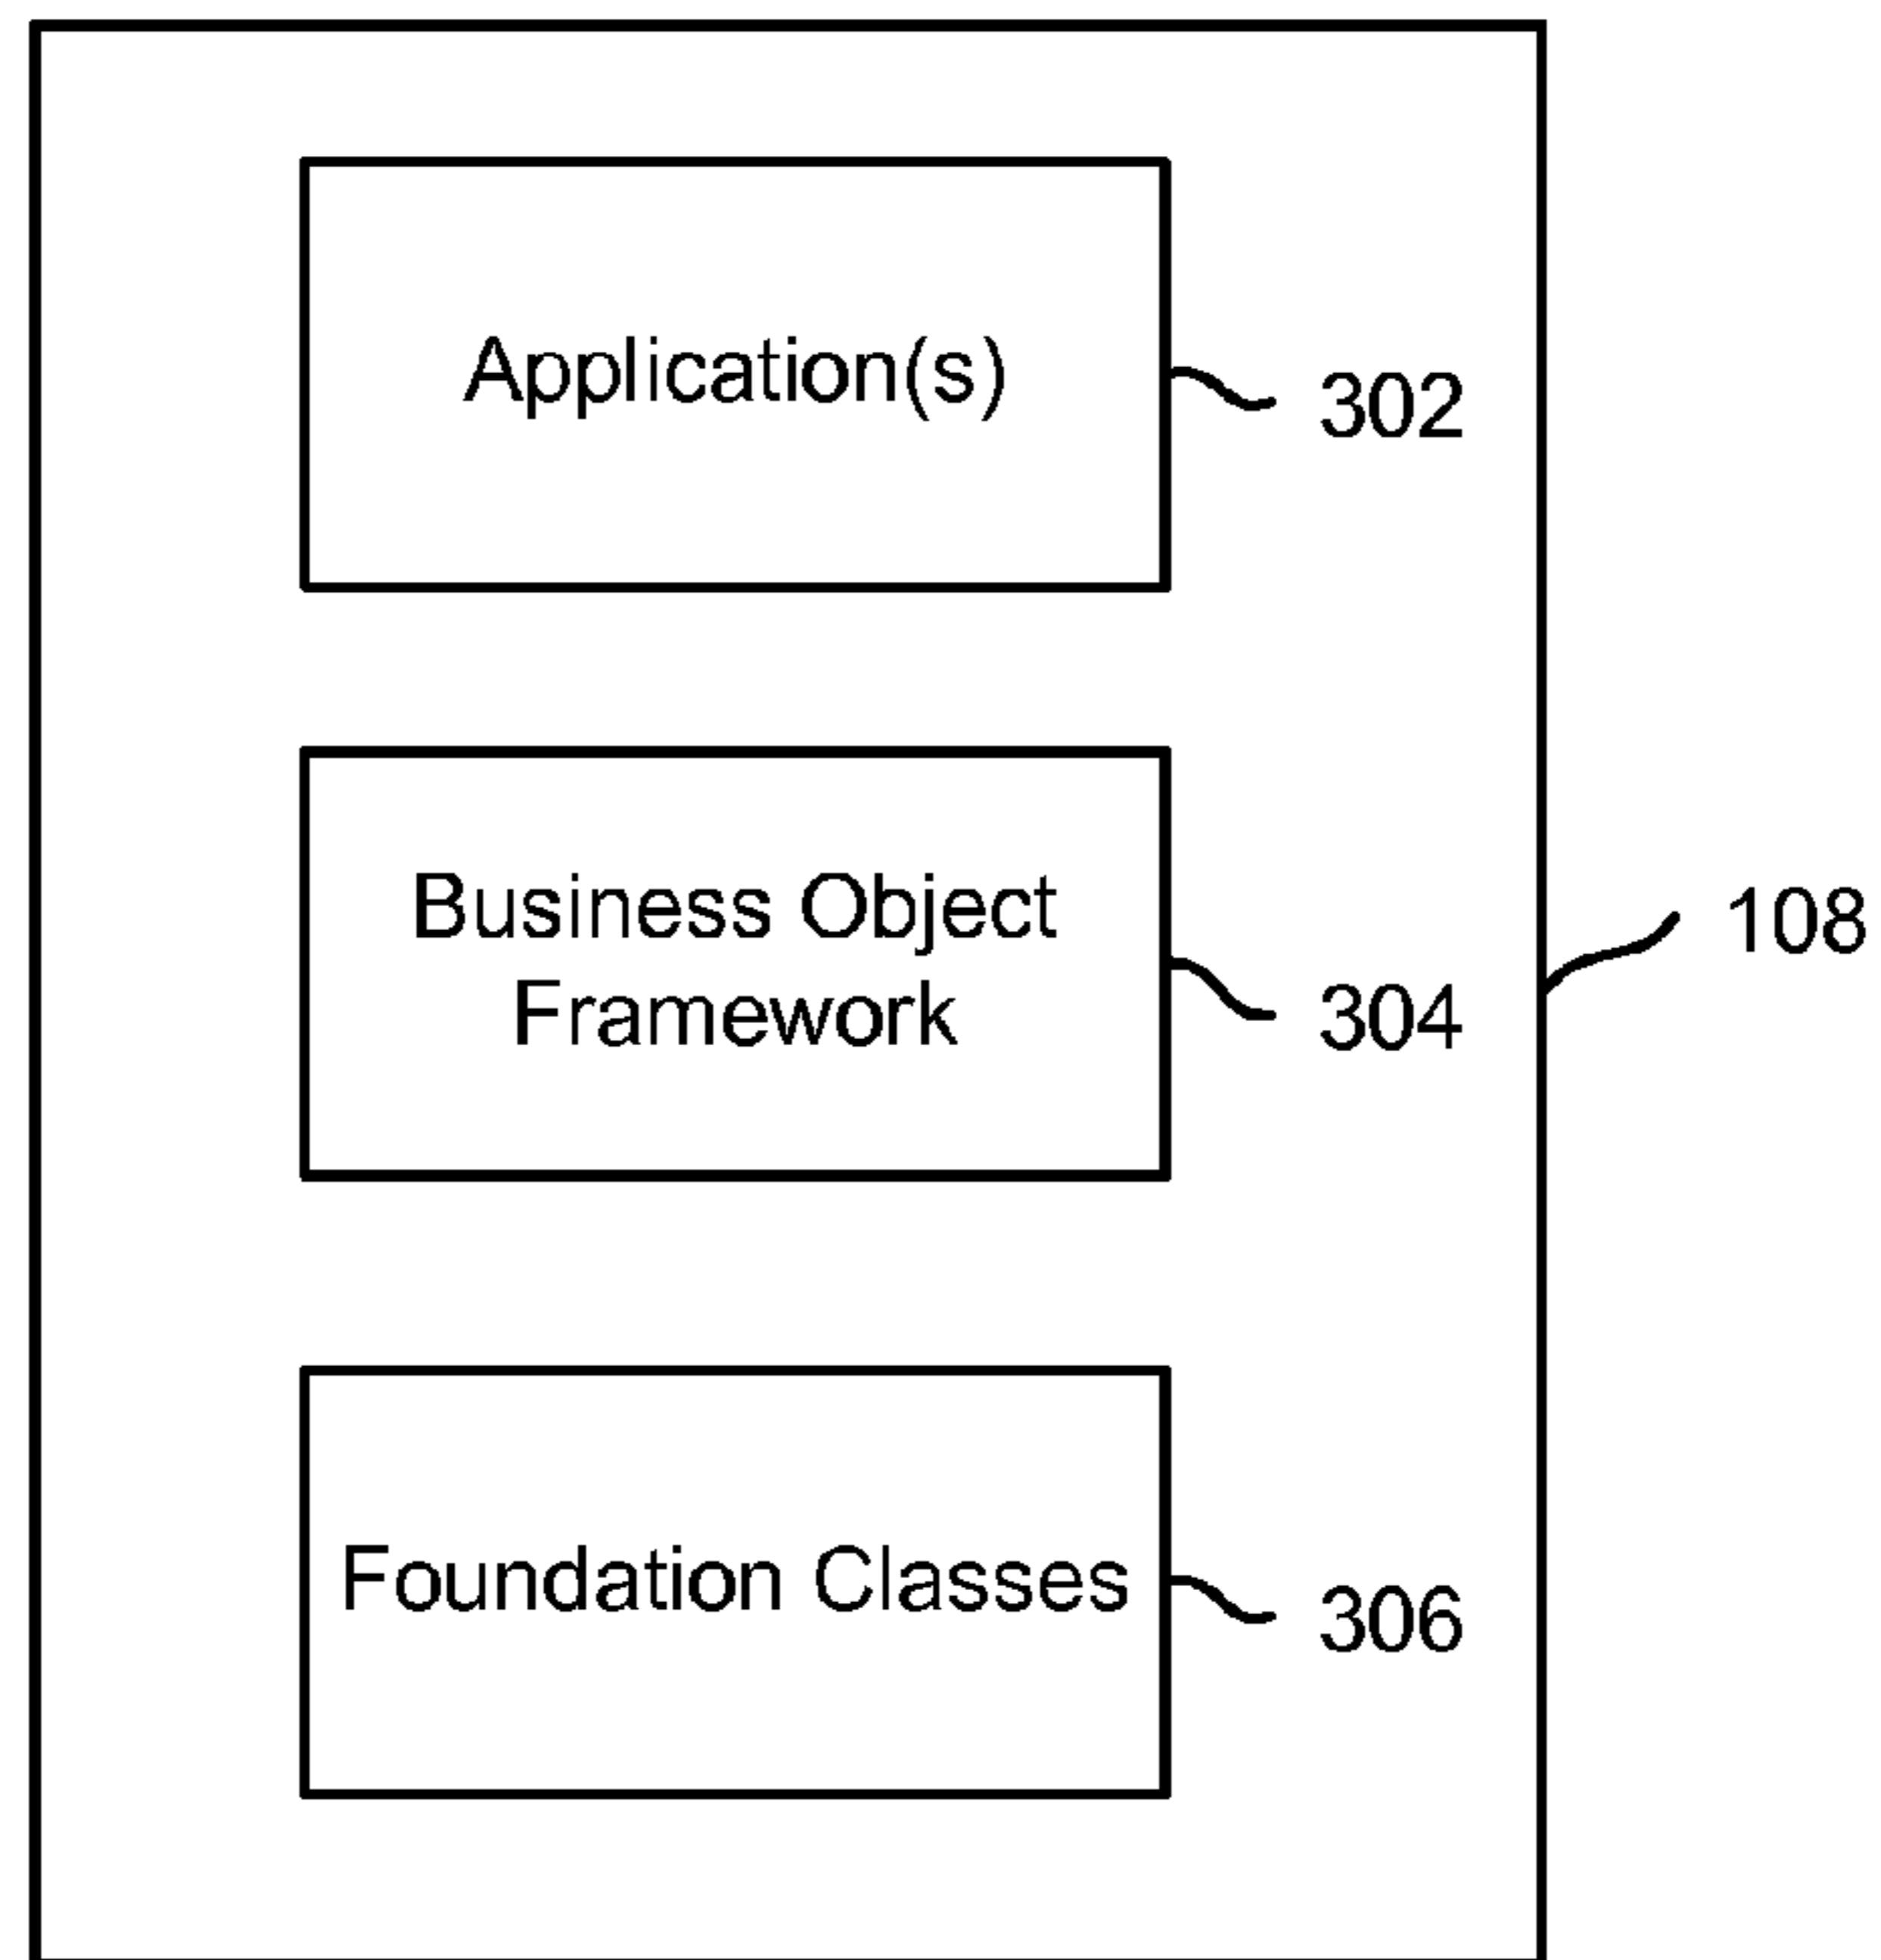 Application(s)
302
Business Object
Framework
108
304
Foundation Classes
306